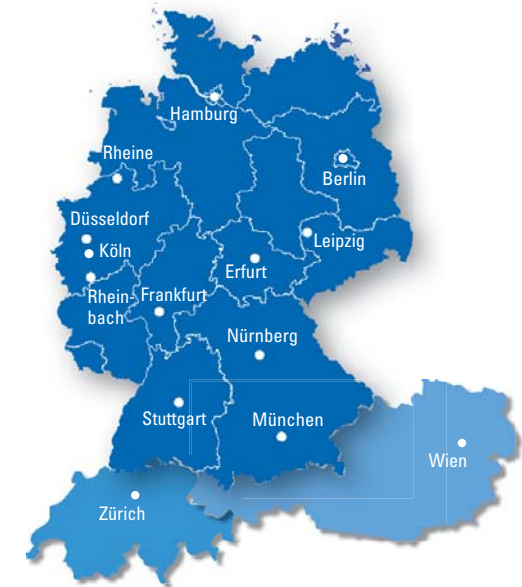 Hamburg
Rheine
Berlin
Düsseldorf
Köln
Leipzig
Erfurt
Rhein-
bach
Frankfurt
Nürnberg
Stuttgart
München
Wien
Zürich